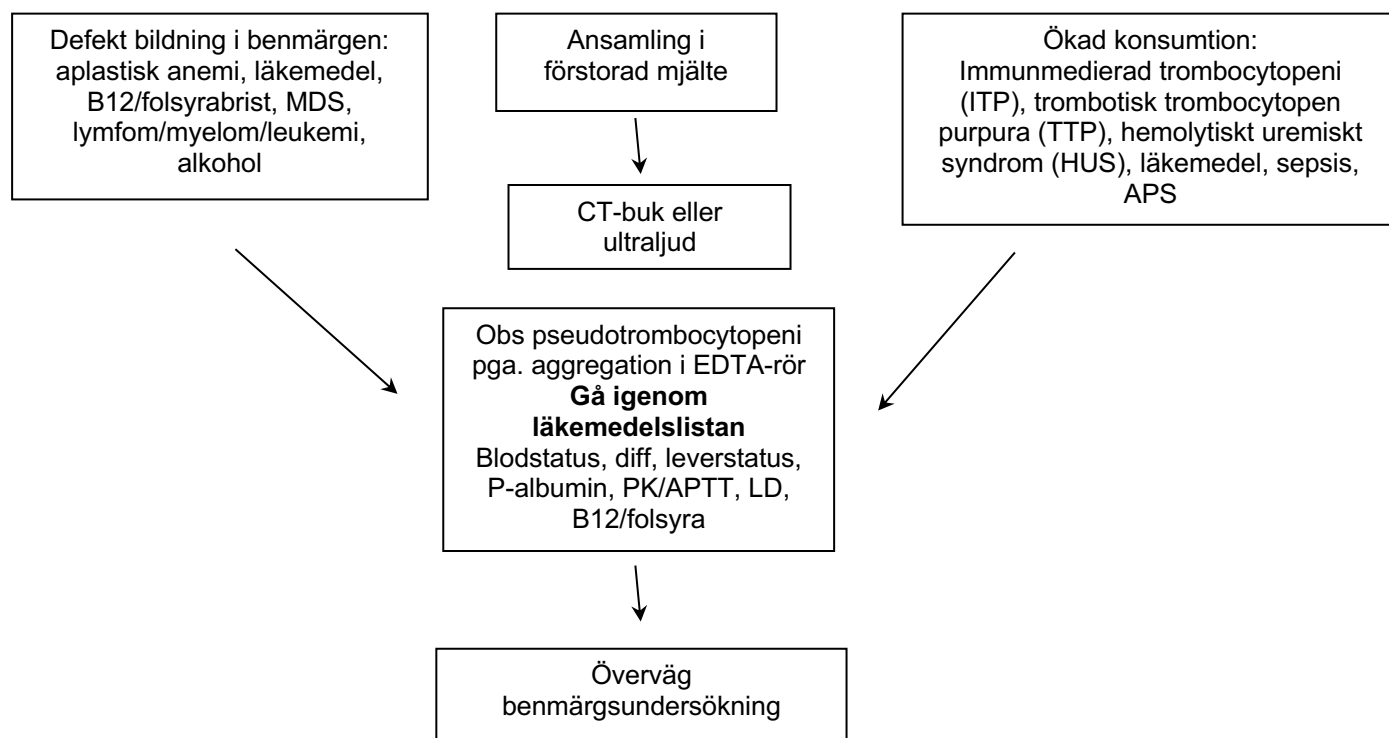 Defekt bildning i benmärgen:
aplastisk anemi, läkemedel,
B12/folsyrabrist, MDS,
lymfom/myelom/leukemi,
alkohol
Ansamling i
förstorad mjälte
Ökad konsumtion:
Immunmedierad trombocytopeni
(ITP), trombotisk trombocytopen
purpura (TTP), hemolytiskt uremiskt
syndrom (HUS), läkemedel, sepsis,
APS
CT-buk eller
ultraljud
Obs pseudotrombocytopeni
pga. aggregation i EDTA-rör
Gå igenom
läkemedelslistan
Blodstatus, diff, leverstatus,
P-albumin, PK/APTT, LD,
B12/folsyra
Överväg
benmärgsundersökning